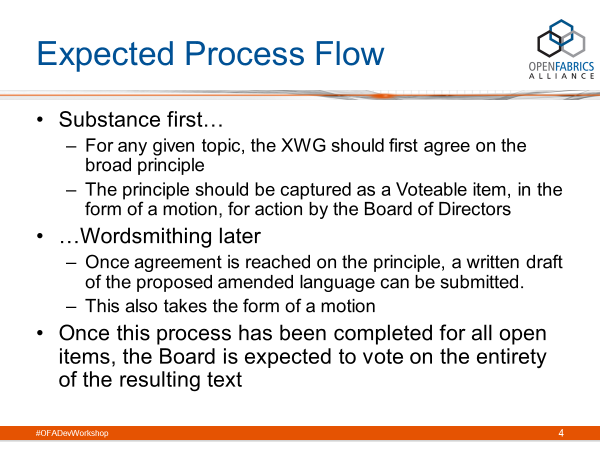 Expected Process Flow
OPENFABRICS
ALLIANCE
• Substance first…
– For any given topic, the XWG should first agree on the
broad principle
– The principle should be captured as a Voteable item, in the
form of a motion, for action by the Board of Directors
• …Wordsmithing later
– Once agreement is reached on the principle, a written draft
of the proposed amended language can be submitted.
– This also takes the form of a motion
• Once this process has been completed for all open
items, the Board is expected to vote on the entirety
of the resulting text
#OFADevWorkshop
4